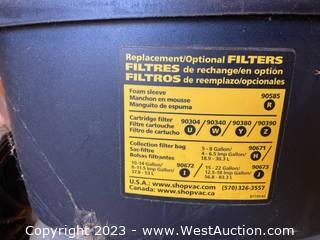 Replacement/Optional FILTERS
FILTRES de rechange/en option
FILTROS de reemplazo/opcionales
Foam sleeve
Manchon en mousse
Manguito de espuma
90585
R
Cartridge filter
Filtre cartouche
Filtro de cartucho
90304 / 90340 / 90380 / 90390
U W Y Z
Collection filter bag
Sac-filtre
Bolsas filtrantes
5 - 8 Gallon/
4 - 6.5 Imp Gallon/
18.9 - 30.3 L
90671
H
10-14 Gallon/
8-11.5 Imp Gallon/
37.8 - 53 L
90672
I
15 - 22 Gallon/
12.5-18 Imp Gallon/
56.8 - 83.3 L
90673
J
U.S.A.: www.shopvac.com (570) 326-3557
Canada: www.shopvac.ca
Copyright 2023 - www.WestAuction.com